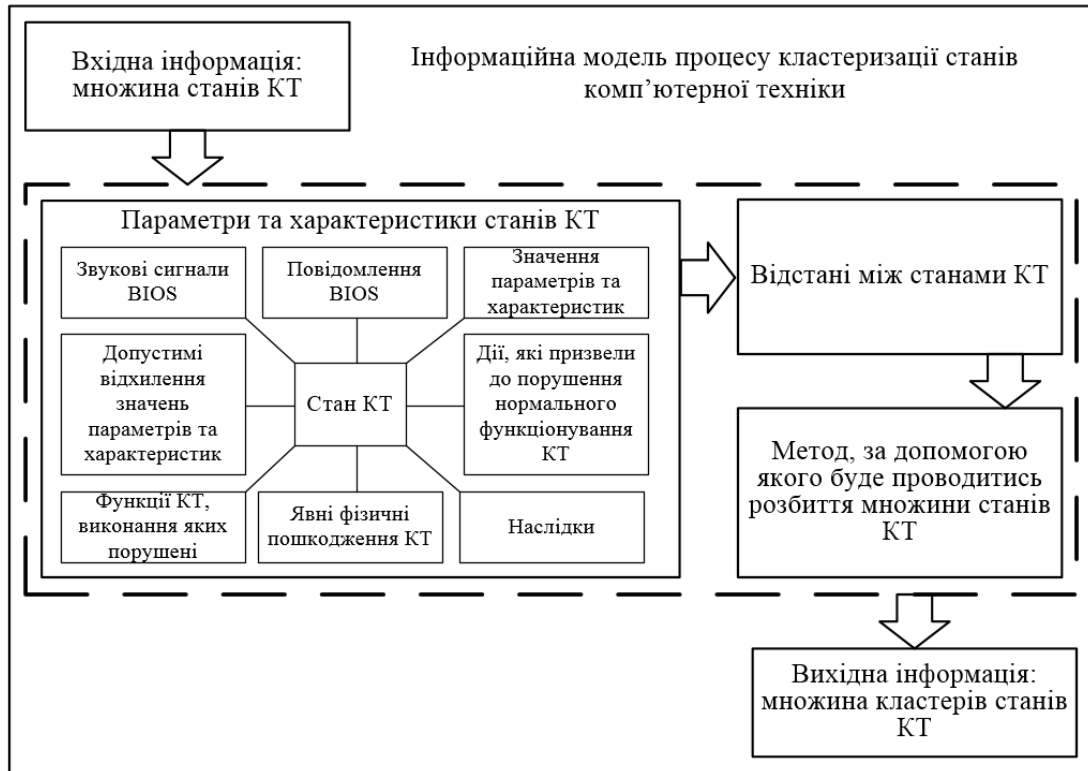 Вхідна інформація:
множина станів КТ
Інформаційна модель процесу кластеризації станів
комп’ютерної техніки
Параметри та характеристики станів КТ
Звукові сигнали
BIOS
Повідомлення
BIOS
Значення
параметрів та
характеристик
Допустимі
відхилення
значень
параметрів та
характеристик
Стан КТ
Дії, які призвели
до порушення
нормального
функціонування
КТ
Функції КТ,
виконання яких
порушені
Явні фізичні
пошкодження КТ
Наслідки
Відстані між станами КТ
Метод, за допомогою
якого буде проводитись
розбиття множини станів
КТ
Вихідна інформація:
множина кластерів станів
КТ